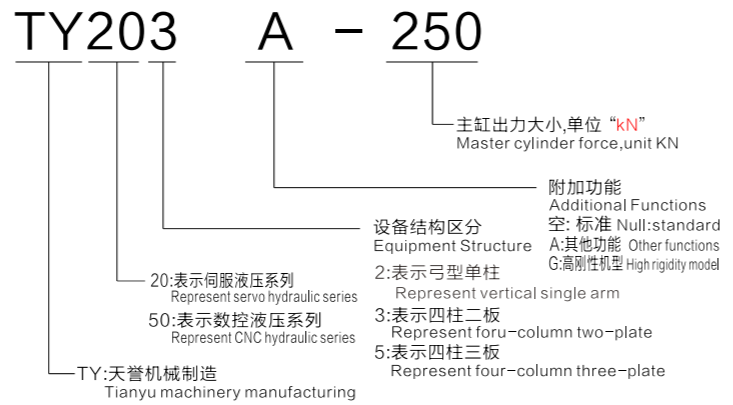 TY203 A - 250
主缸出力大小,单位“kN”
Master cylinder force,unit KN
附加功能
Additional Functions
空: 标准 Null:standard
A:其他功能 Other functions
G:高刚性机型 High rigidity model
设备结构区分
Equipment Structure
2:表示弓型单柱
Represent vertical single arm
3:表示四柱二板
Represent foru-column two-plate
5:表示四柱三板
Represent four-column three-plate
20:表示伺服液压系列
Represent servo hydraulic series
50:表示数控液压系列
Represent CNC hydraulic series
TY:天誉机械制造
Tianyu machinery manufacturing